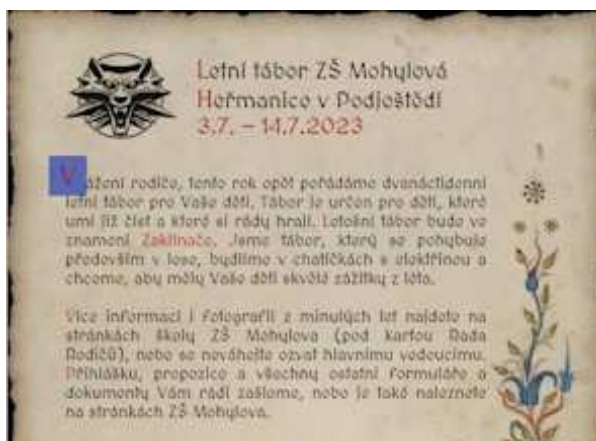 Letní tábor ZŠ Mohylová
Heřmanice v Podještědí
3.7. – 14.7.2023
Vážení rodiče, tento rok opět pořádáme dvanáctidenní
letní tábor pro Vaše děti. Tábor je určen pro děti, které
umí již číst a které si rády hrají. Letošní tábor bude ve
znamení Zaklínače. Jsme tábor, který se pohybuje
především v lese, bydlíme v chatičkách s elektřinou a
chceme, aby měly Vaše děti skvělé zážitky z léta.
Více informací i fotografií z minulých let najdete na
stránkách školy ZŠ Mohylova (pod kartou Rada
Rodičů), nebo se neváhejte ozvat hlavnímu vedoucímu.
Přihlášku, propozice a všechny ostatní formuláře a
dokumenty Vám rádi zašleme, nebo je také naleznete
na stránkách ZŠ Mohylova.